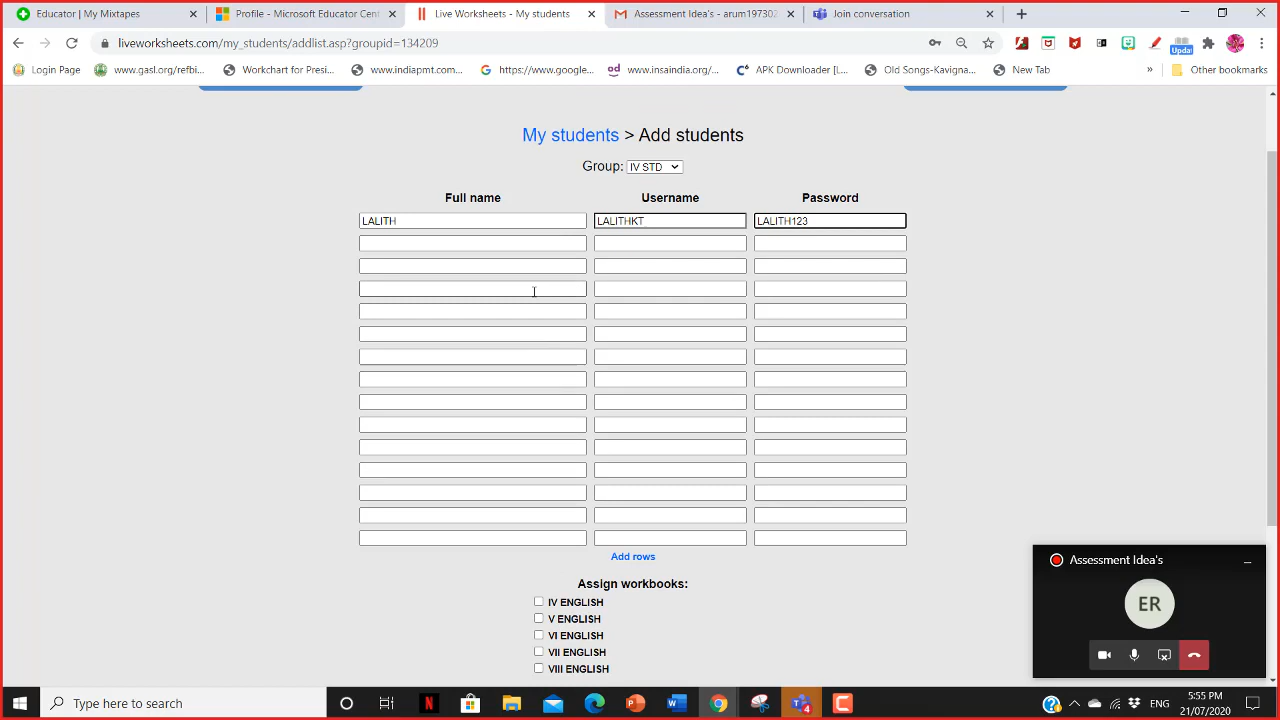 Educator | My Mixtapes
Profile - Microsoft Educator Cent
Live Worksheets - My students
Assessment Idea's - arum197302
Join conversation
liveworksheets.com/my_students/addlist.asp?groupid=134289
Login Page
www.gasl.org/refbi...
Workchart for Presi...
www.indiapmt.com...
https://www.google...
www.insaindia.org/...
APK Downloader [L...
Old Songs-Kavigna...
New Tab
Other bookmarks
My students > Add students
Group: IV STD
Full name Username Password
LALITH LALITHKT LALITH123
Add rows
Assign workbooks:
IV ENGLISH
V ENGLISH
VI ENGLISH
VII ENGLISH
VIII ENGLISH
Assessment Idea's
ER
Type here to search
4
ENG
5:55 PM
21/07/2020